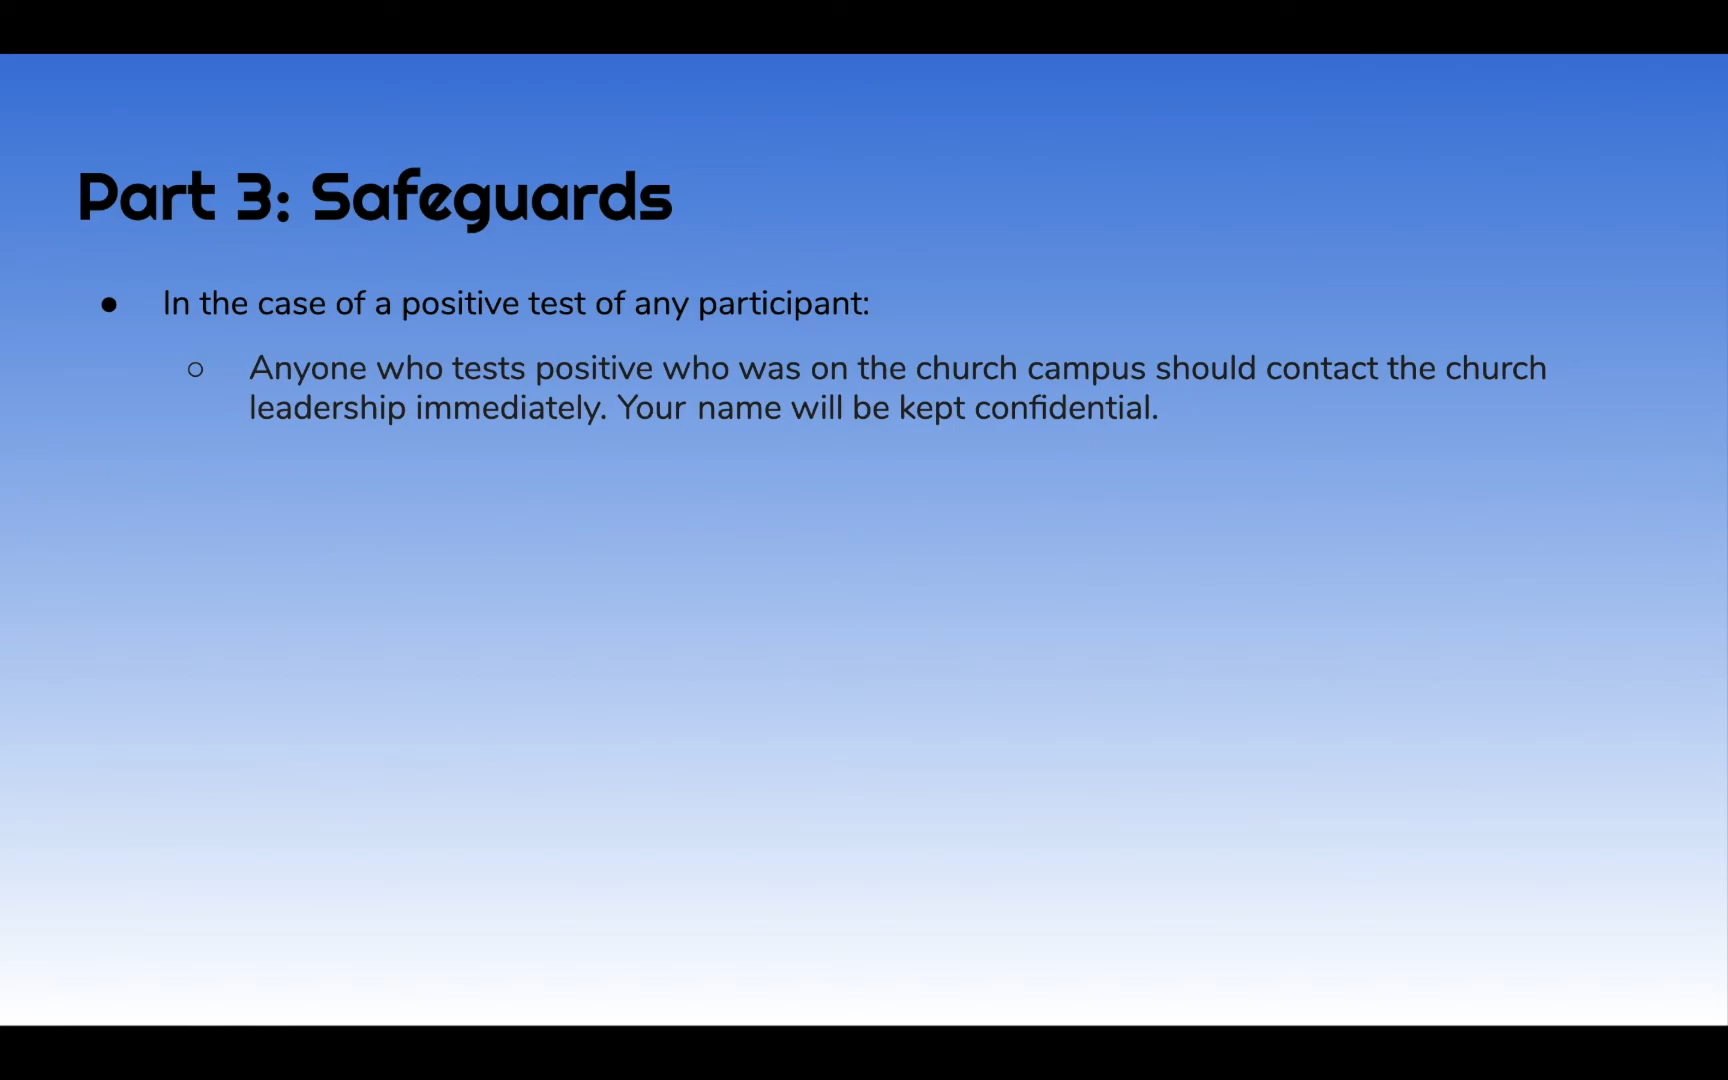 Part 3: Safeguards
● In the case of a positive test of any participant:
○ Anyone who tests positive who was on the church campus should contact the church
leadership immediately. Your name will be kept confidential.